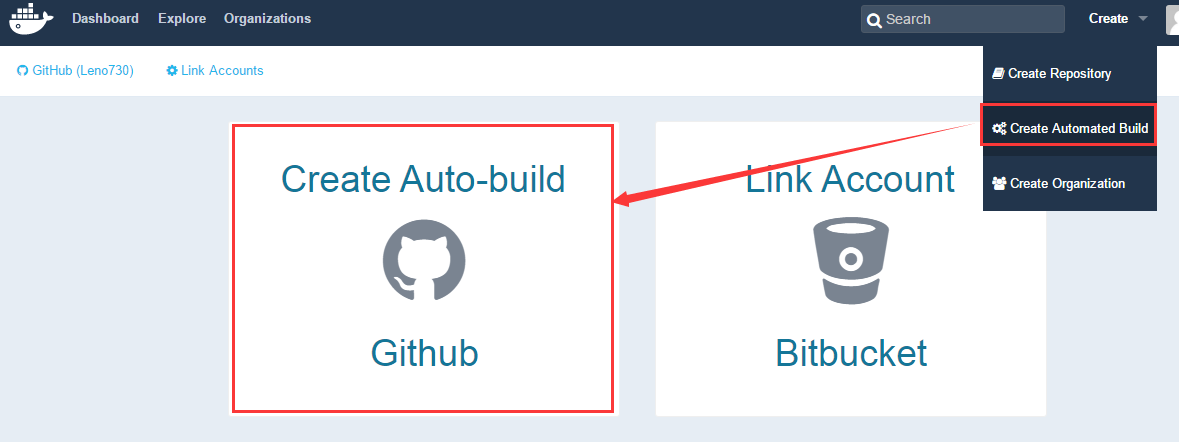 Dashboard Explore Organizations Search Create
GitHub (Leno730) Link Accounts
Create Repository
Create Automated Build
Create Organization
Create Auto-build
Github
Link Account
Bitbucket